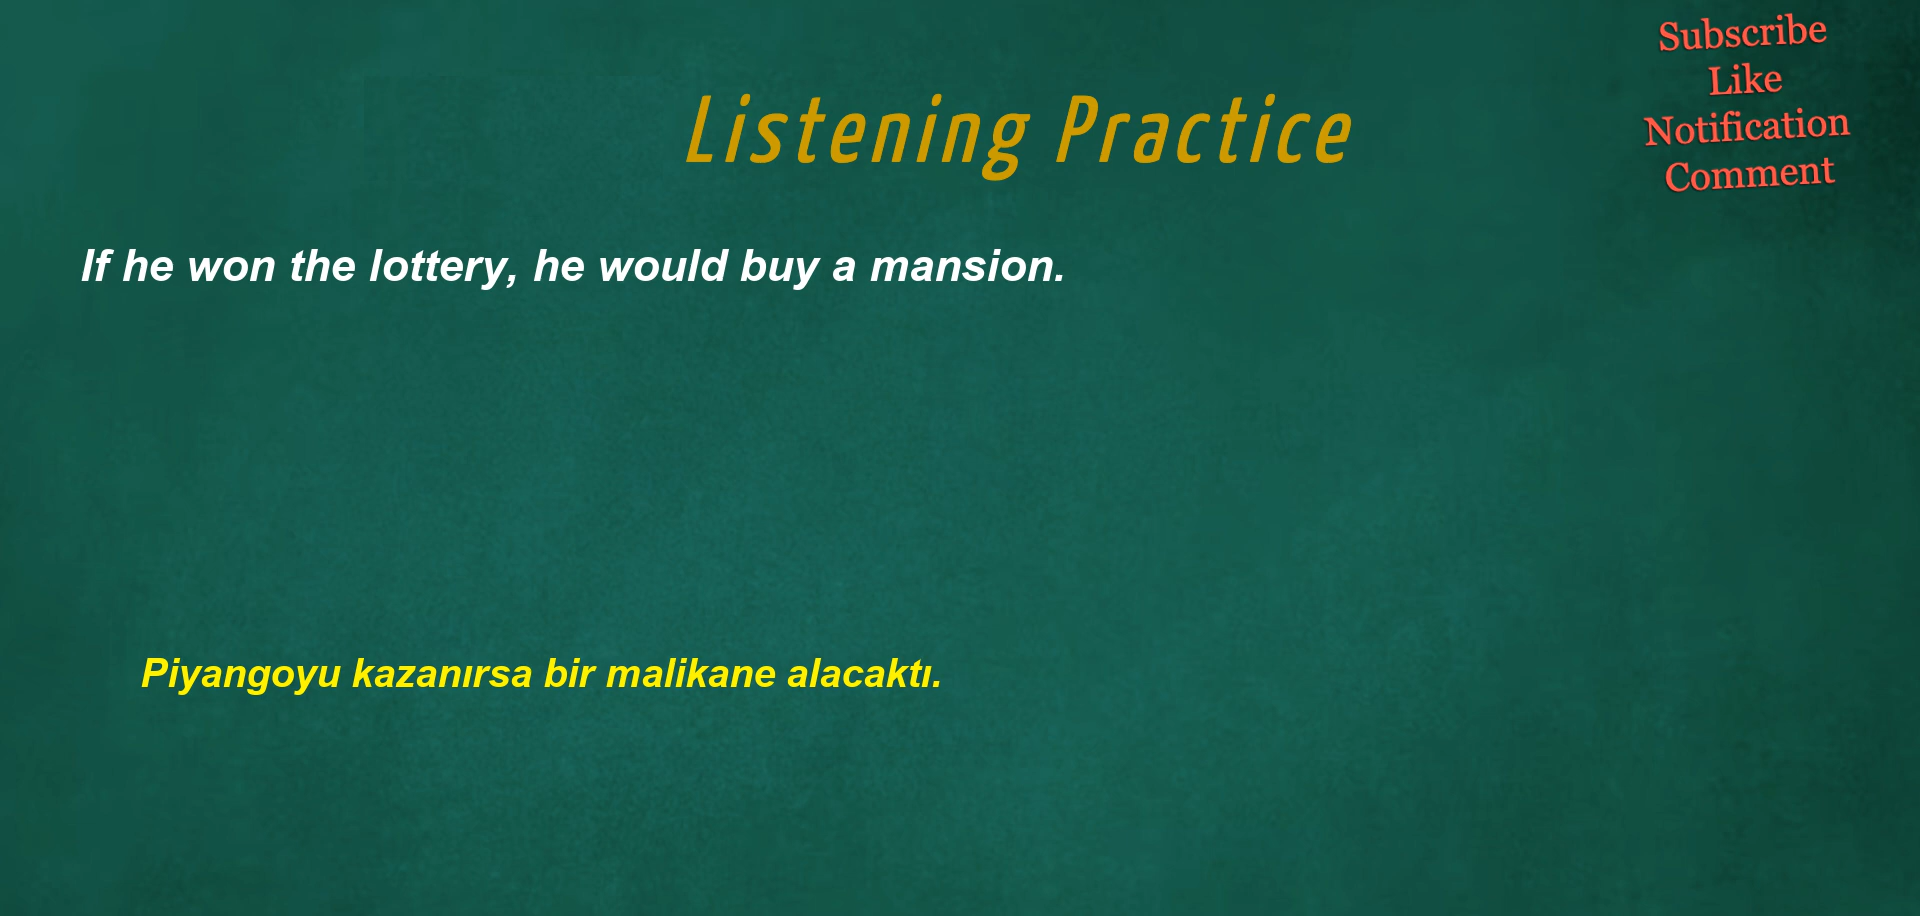 Subscribe
Like
Notification
Comment
Listening Practice
If he won the lottery, he would buy a mansion.
Piyangoyu kazanırsa bir malikane alacaktı.